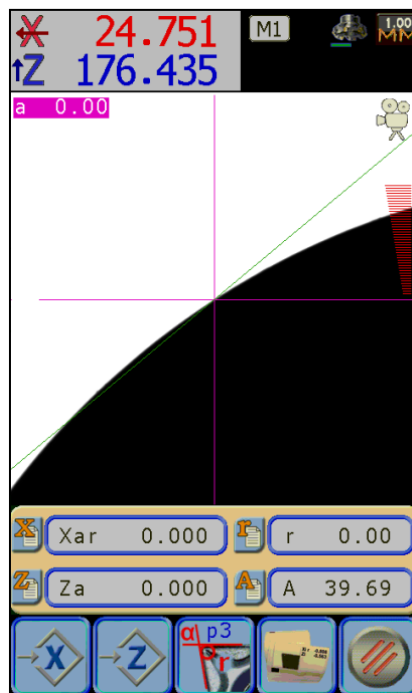 X 24.751 M1 1.00
Z 176.435 MM
a 0.00
X Xar 0.000 r r 0.00
Z Za 0.000 A A 39.69
X Z α p3 r